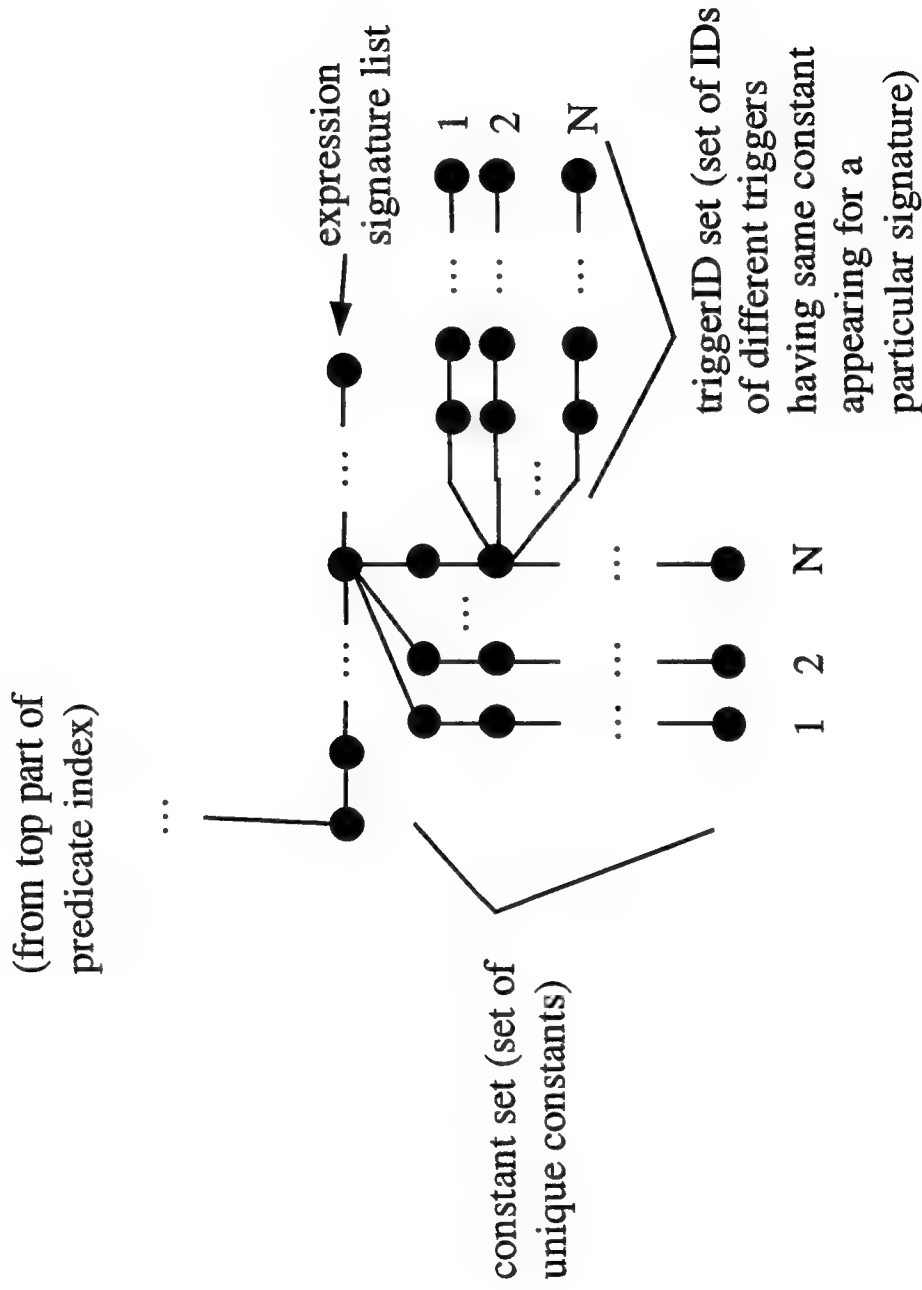 (from top part of
predicate index)
...
expression
signature list
... ...
... 1
... 2
...
... N
...
... ... ...
1 2 N
constant set (set of
unique constants)
triggerID set (set of IDs
of different triggers
having same constant
appearing for a
particular signature)